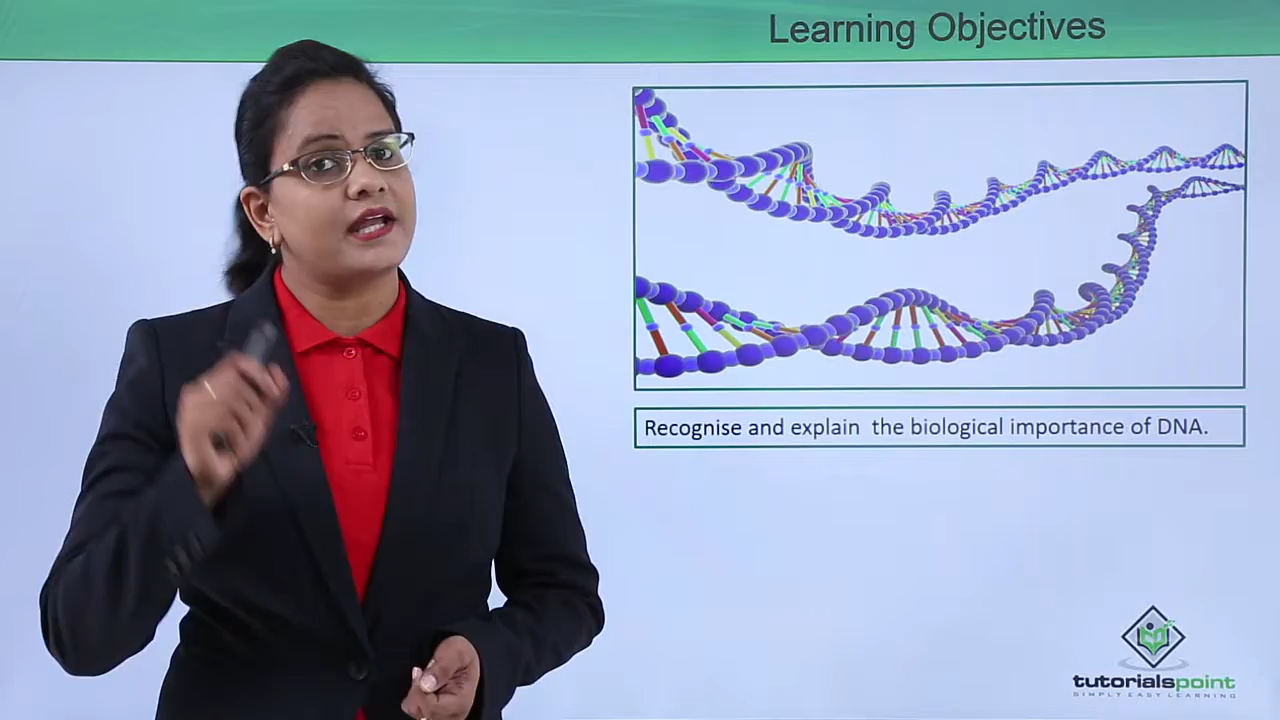 Learning Objectives
Recognise and explain the biological importance of DNA.
tutorialspoint
SIMPLY EASY LEARNING